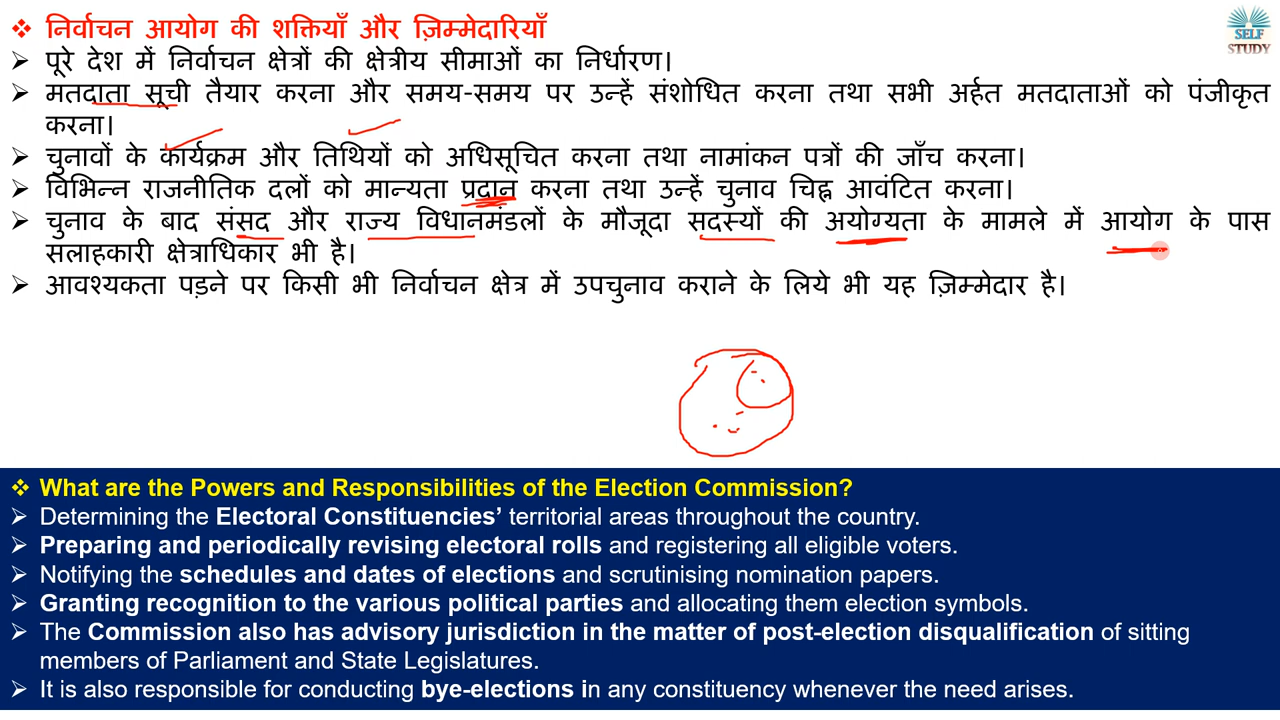 ❖ निर्वाचन आयोग की शक्तियाँ और ज़िम्मेदारियाँ
SELF
STUDY
➢ पूरे देश में निर्वाचन क्षेत्रों की क्षेत्रीय सीमाओं का निर्धारण।
➢ मतदाता सूची तैयार करना और समय-समय पर उन्हें संशोधित करना तथा सभी अर्हत मतदाताओं को पंजीकृत
करना।
➢ चुनावों के कार्यक्रम और तिथियों को अधिसूचित करना तथा नामांकन पत्रों की जाँच करना।
➢ विभिन्न राजनीतिक दलों को मान्यता प्रदान करना तथा उन्हें चुनाव चिह्न आवंटित करना।
➢ चुनाव के बाद संसद और राज्य विधानमंडलों के मौजूदा सदस्यों की अयोग्यता के मामले में आयोग के पास
सलाहकारी क्षेत्राधिकार भी है।
➢ आवश्यकता पड़ने पर किसी भी निर्वाचन क्षेत्र में उपचुनाव कराने के लिये भी यह ज़िम्मेदार है।
❖ What are the Powers and Responsibilities of the Election Commission?
➢ Determining the Electoral Constituencies’ territorial areas throughout the country.
➢ Preparing and periodically revising electoral rolls and registering all eligible voters.
➢ Notifying the schedules and dates of elections and scrutinising nomination papers.
➢ Granting recognition to the various political parties and allocating them election symbols.
➢ The Commission also has advisory jurisdiction in the matter of post-election disqualification of sitting
members of Parliament and State Legislatures.
➢ It is also responsible for conducting bye-elections in any constituency whenever the need arises.